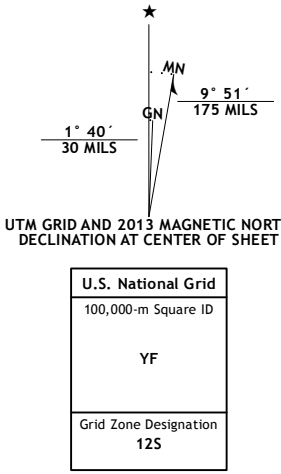 ★
MN
GN
9° 51´
175 MILS
1° 40´
30 MILS
UTM GRID AND 2013 MAGNETIC NORT
DECLINATION AT CENTER OF SHEET
U.S. National Grid
100,000-m Square ID
YF
Grid Zone Designation
12S